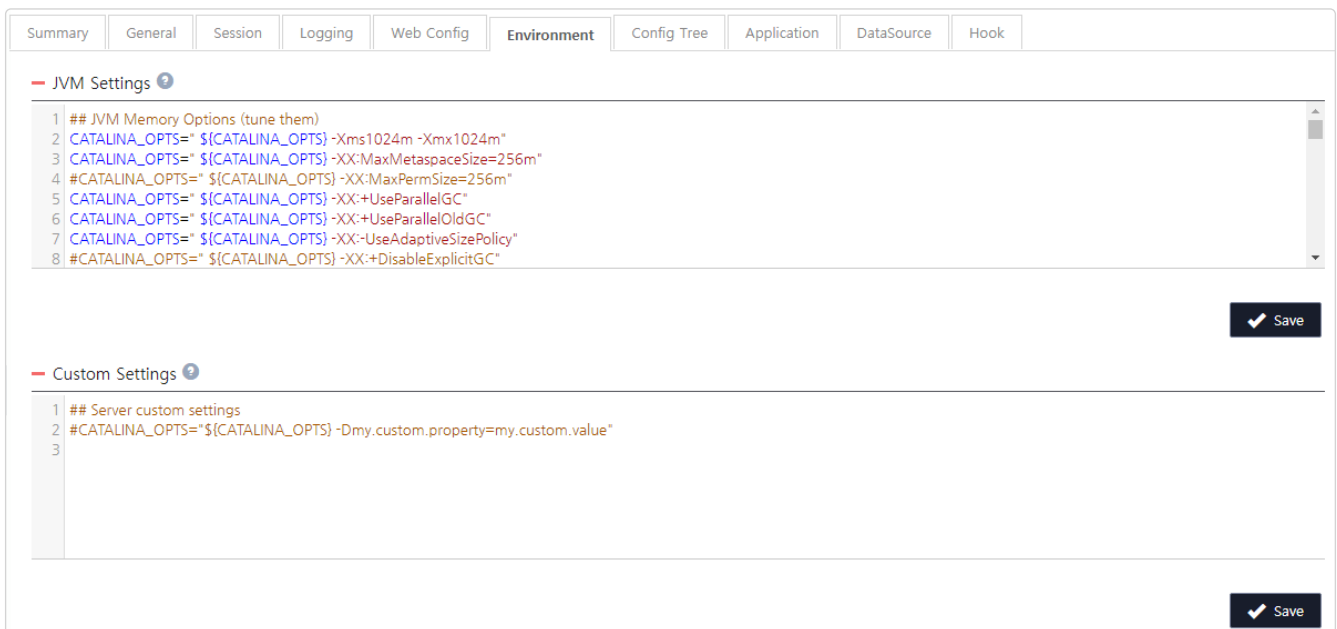 Summary General Session Logging Web Config Environment Config Tree Application DataSource Hook
JVM Settings ?
1 ## JVM Memory Options (tune them)
2 CATALINA_OPTS=" ${CATALINA_OPTS} -Xms1024m -Xmx1024m"
3 CATALINA_OPTS=" ${CATALINA_OPTS} -XX:MaxMetaspaceSize=256m"
4 #CATALINA_OPTS=" ${CATALINA_OPTS} -XX:MaxPermSize=256m"
5 CATALINA_OPTS=" ${CATALINA_OPTS} -XX:+UseParallelGC"
6 CATALINA_OPTS=" ${CATALINA_OPTS} -XX:+UseParallelOldGC"
7 CATALINA_OPTS=" ${CATALINA_OPTS} -XX:-UseAdaptiveSizePolicy"
8 #CATALINA_OPTS=" ${CATALINA_OPTS} -XX:+DisableExplicitGC"
Save
Custom Settings ?
1 ## Server custom settings
2 #CATALINA_OPTS="${CATALINA_OPTS} -Dmy.custom.property=my.custom.value"
3
Save